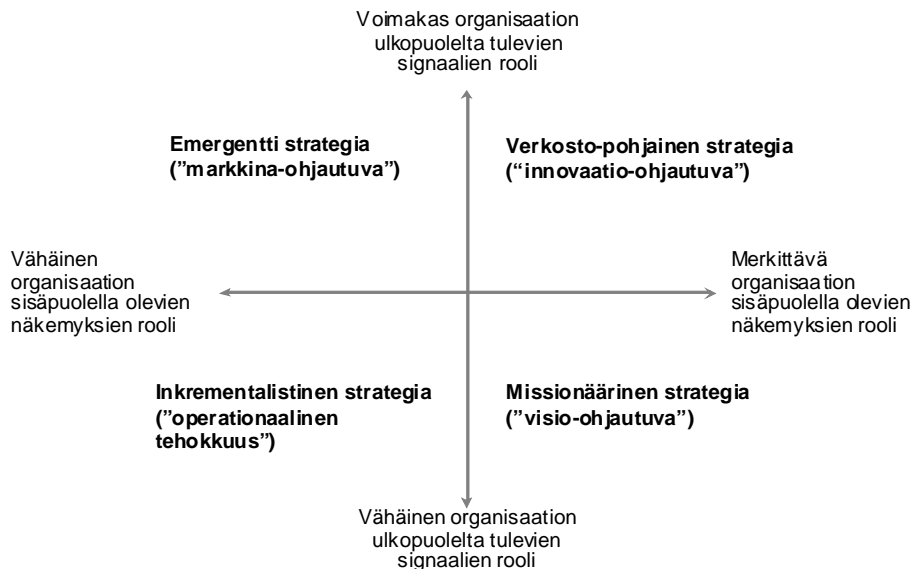 Voimakas organisaation
ulkopuolelta tulevien
signaalien rooli
Emergentti strategia
(”markkina-ohjautuva”)
Verkosto-pohjainen strategia
(“innovaatio-ohjautuva”)
Vähäinen
organisaation
sisäpuolella olevien
näkemyksien rooli
Merkittävä
organisaation
sisäpuolella olevien
näkemyksien rooli
Inkrementalistinen strategia
(”operationaalinen
tehokkuus”)
Missionäärinen strategia
(”visio-ohjautuva”)
Vähäinen organisaation
ulkopuolelta tulevien
signaalien rooli